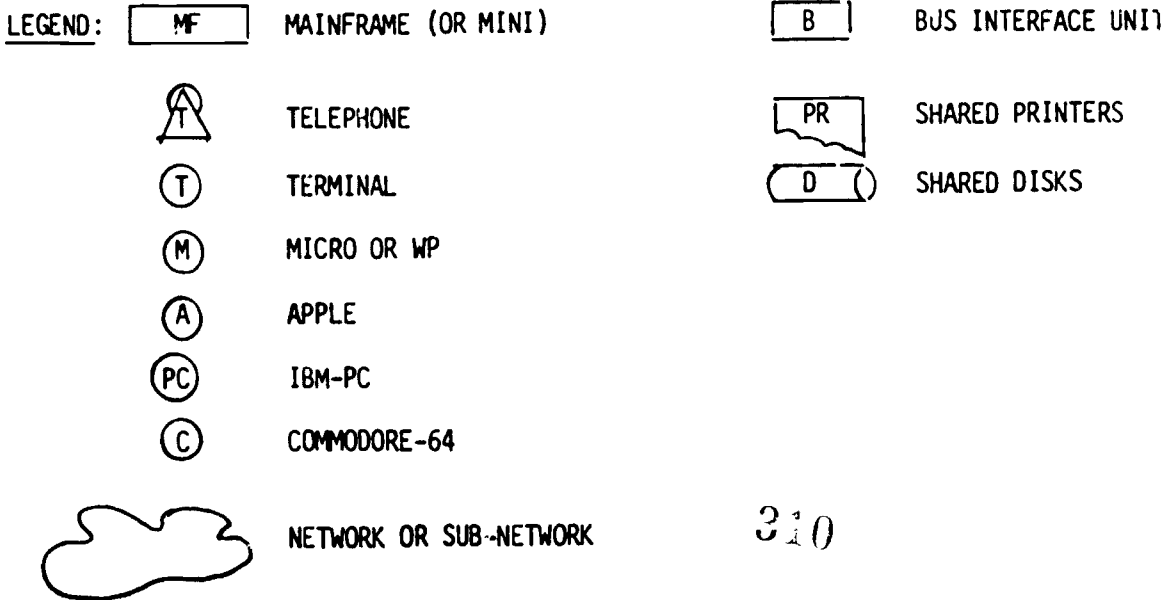 LEGEND: MF MAINFRAME (OR MINI) B BUS INTERFACE UNIT
T TELEPHONE PR SHARED PRINTERS
T TERMINAL D SHARED DISKS
M MICRO OR WP
A APPLE
PC IBM-PC
C COMMODORE-64
NETWORK OR SUB-NETWORK 310